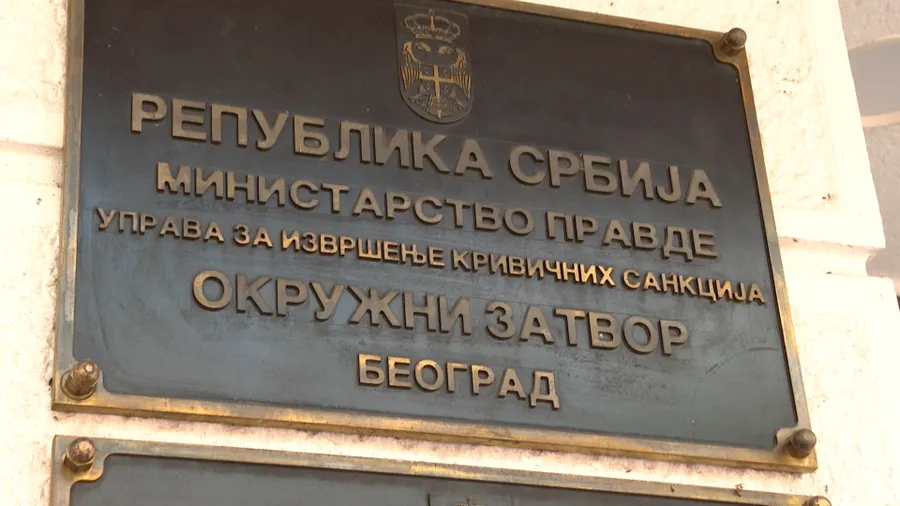 РЕПУБЛИКА СРБИЈА
МИНИСТАРСТВО ПРАВДЕ
УПРАВА ЗА ИЗВРШЕЊЕ КРИВИЧНИХ САНКЦИЈА
ОКРУЖНИ ЗАТВОР
БЕОГРАД